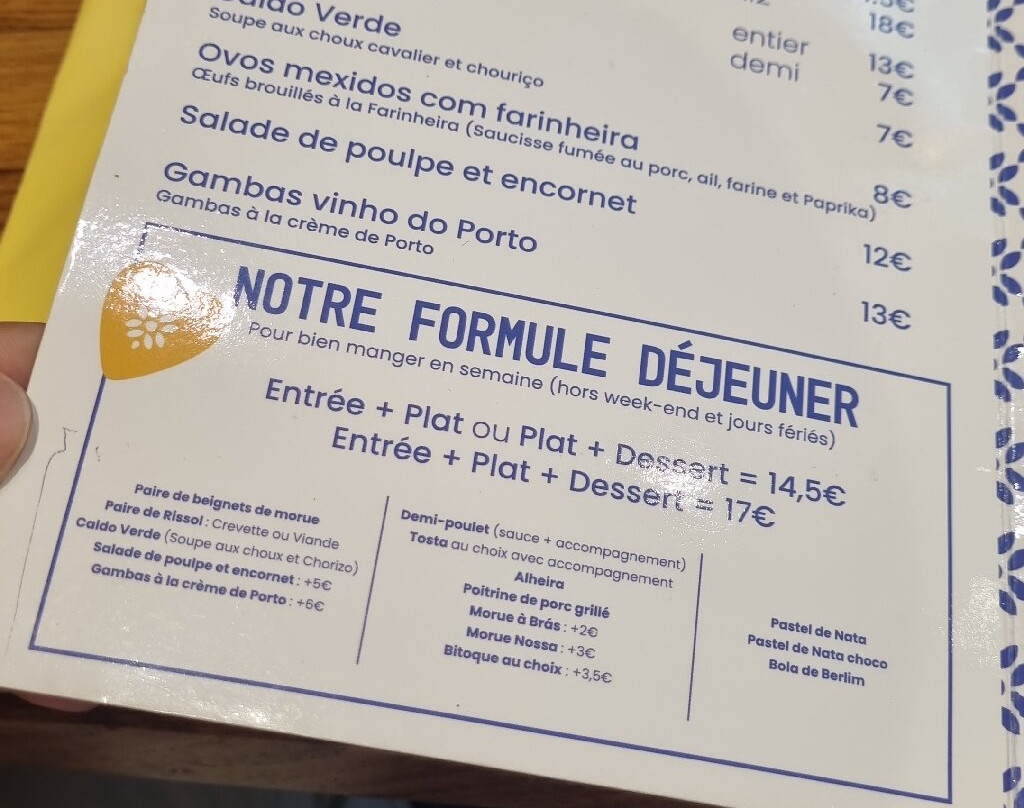 18€
entier 13€
demi 7€
Caldo Verde 7€
Soupe aux choux cavalier et chouriço
Ovos mexidos com farinheira 8€
Œufs brouillés à la Farinheira (Saucisse fumée au porc, ail, farine et Paprika)
Salade de poulpe et encornet 12€
Gambas vinho do Porto 13€
Gambas à la crème de Porto
NOTRE FORMULE DÉJEUNER
Pour bien manger en semaine (hors week-end et jours fériés)
Entrée + Plat ou Plat + Dessert = 14,5€
Entrée + Plat + Dessert = 17€
Paire de beignets de morue
Paire de Rissol : Crevette ou Viande
Caldo Verde (Soupe aux choux et Chorizo)
Salade de poulpe et encornet : +5€
Gambas à la crème de Porto : +6€
Demi-poulet (sauce + accompagnement)
Tosta au choix avec accompagnement
Alheira
Poitrine de porc grillé
Morue à Brás : +2€
Morue Nossa : +3€
Bitoque au choix : +3,5€
Pastel de Nata
Pastel de Nata choco
Bola de Berlim